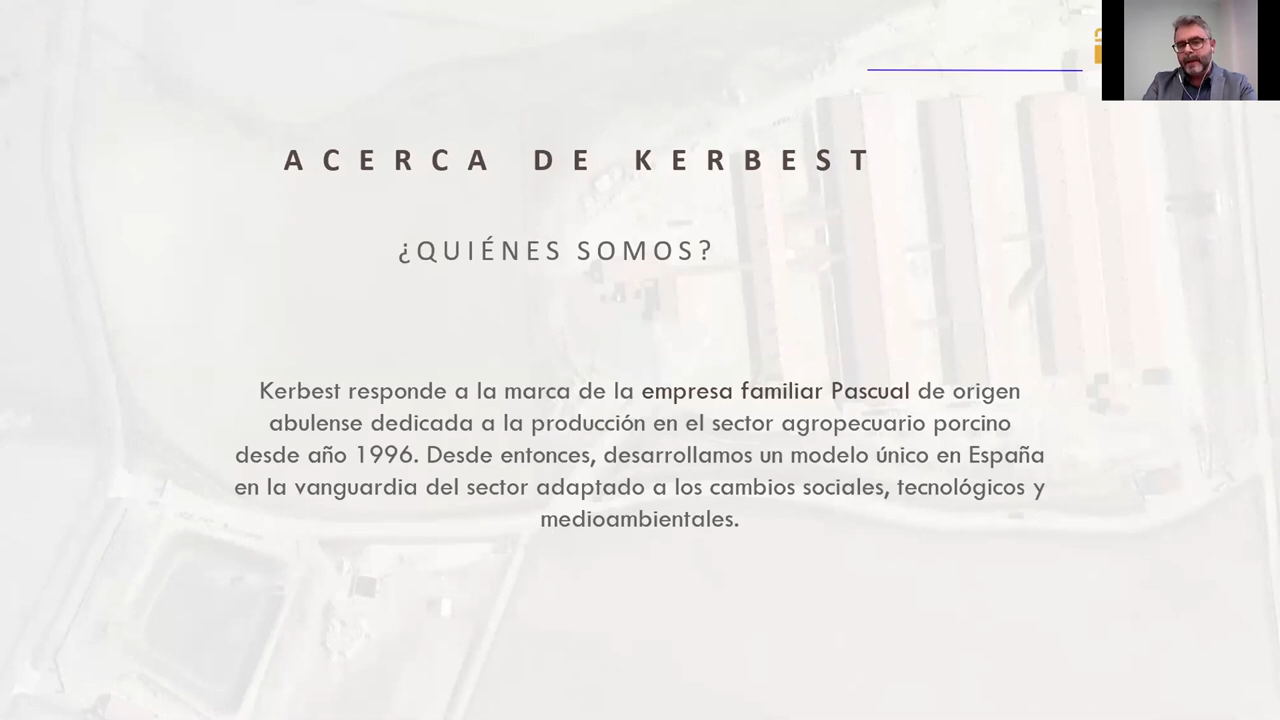 ACERCA DE KERBEST
¿QUIÉNES SOMOS?
Kerbest responde a la marca de la empresa familiar Pascual de origen
abulense dedicada a la producción en el sector agropecuario porcino
desde año 1996. Desde entonces, desarrollamos un modelo único en España
en la vanguardia del sector adaptado a los cambios sociales, tecnológicos y
medioambientales.